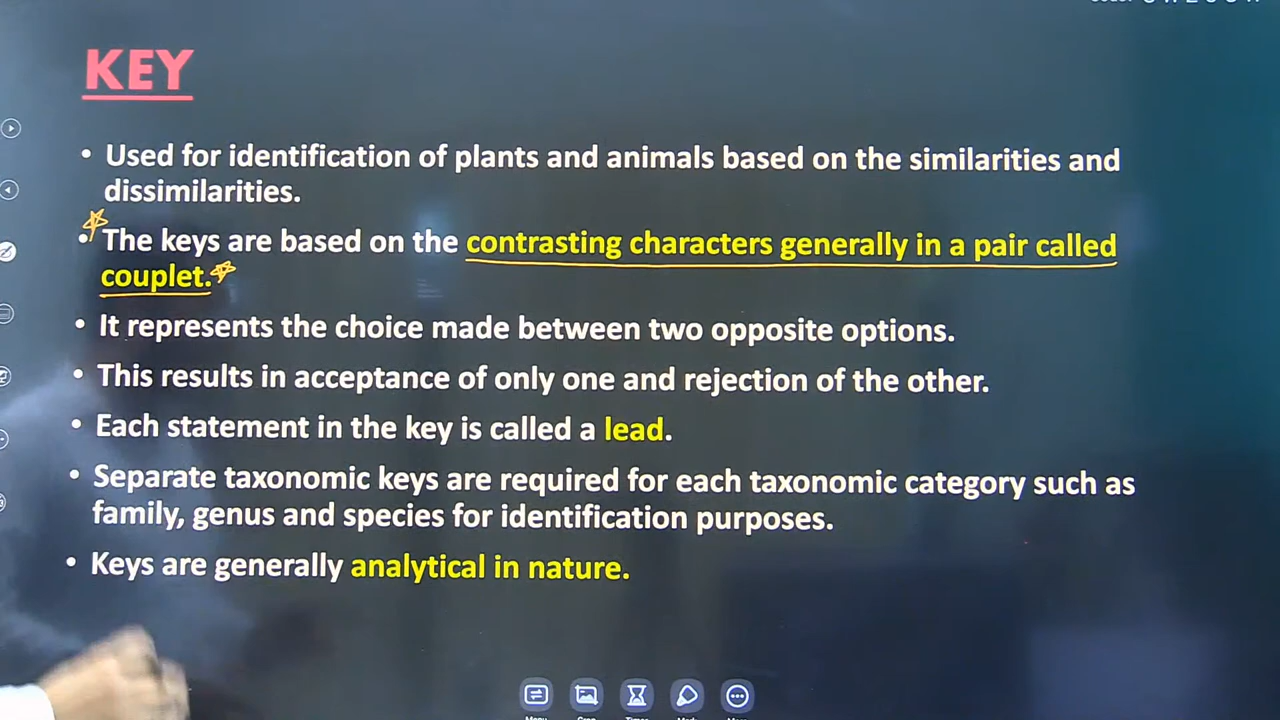 KEY
• Used for identification of plants and animals based on the similarities and
dissimilarities.
• The keys are based on the contrasting characters generally in a pair called
couplet.
• It represents the choice made between two opposite options.
• This results in acceptance of only one and rejection of the other.
• Each statement in the key is called a lead.
• Separate taxonomic keys are required for each taxonomic category such as
family, genus and species for identification purposes.
• Keys are generally analytical in nature.